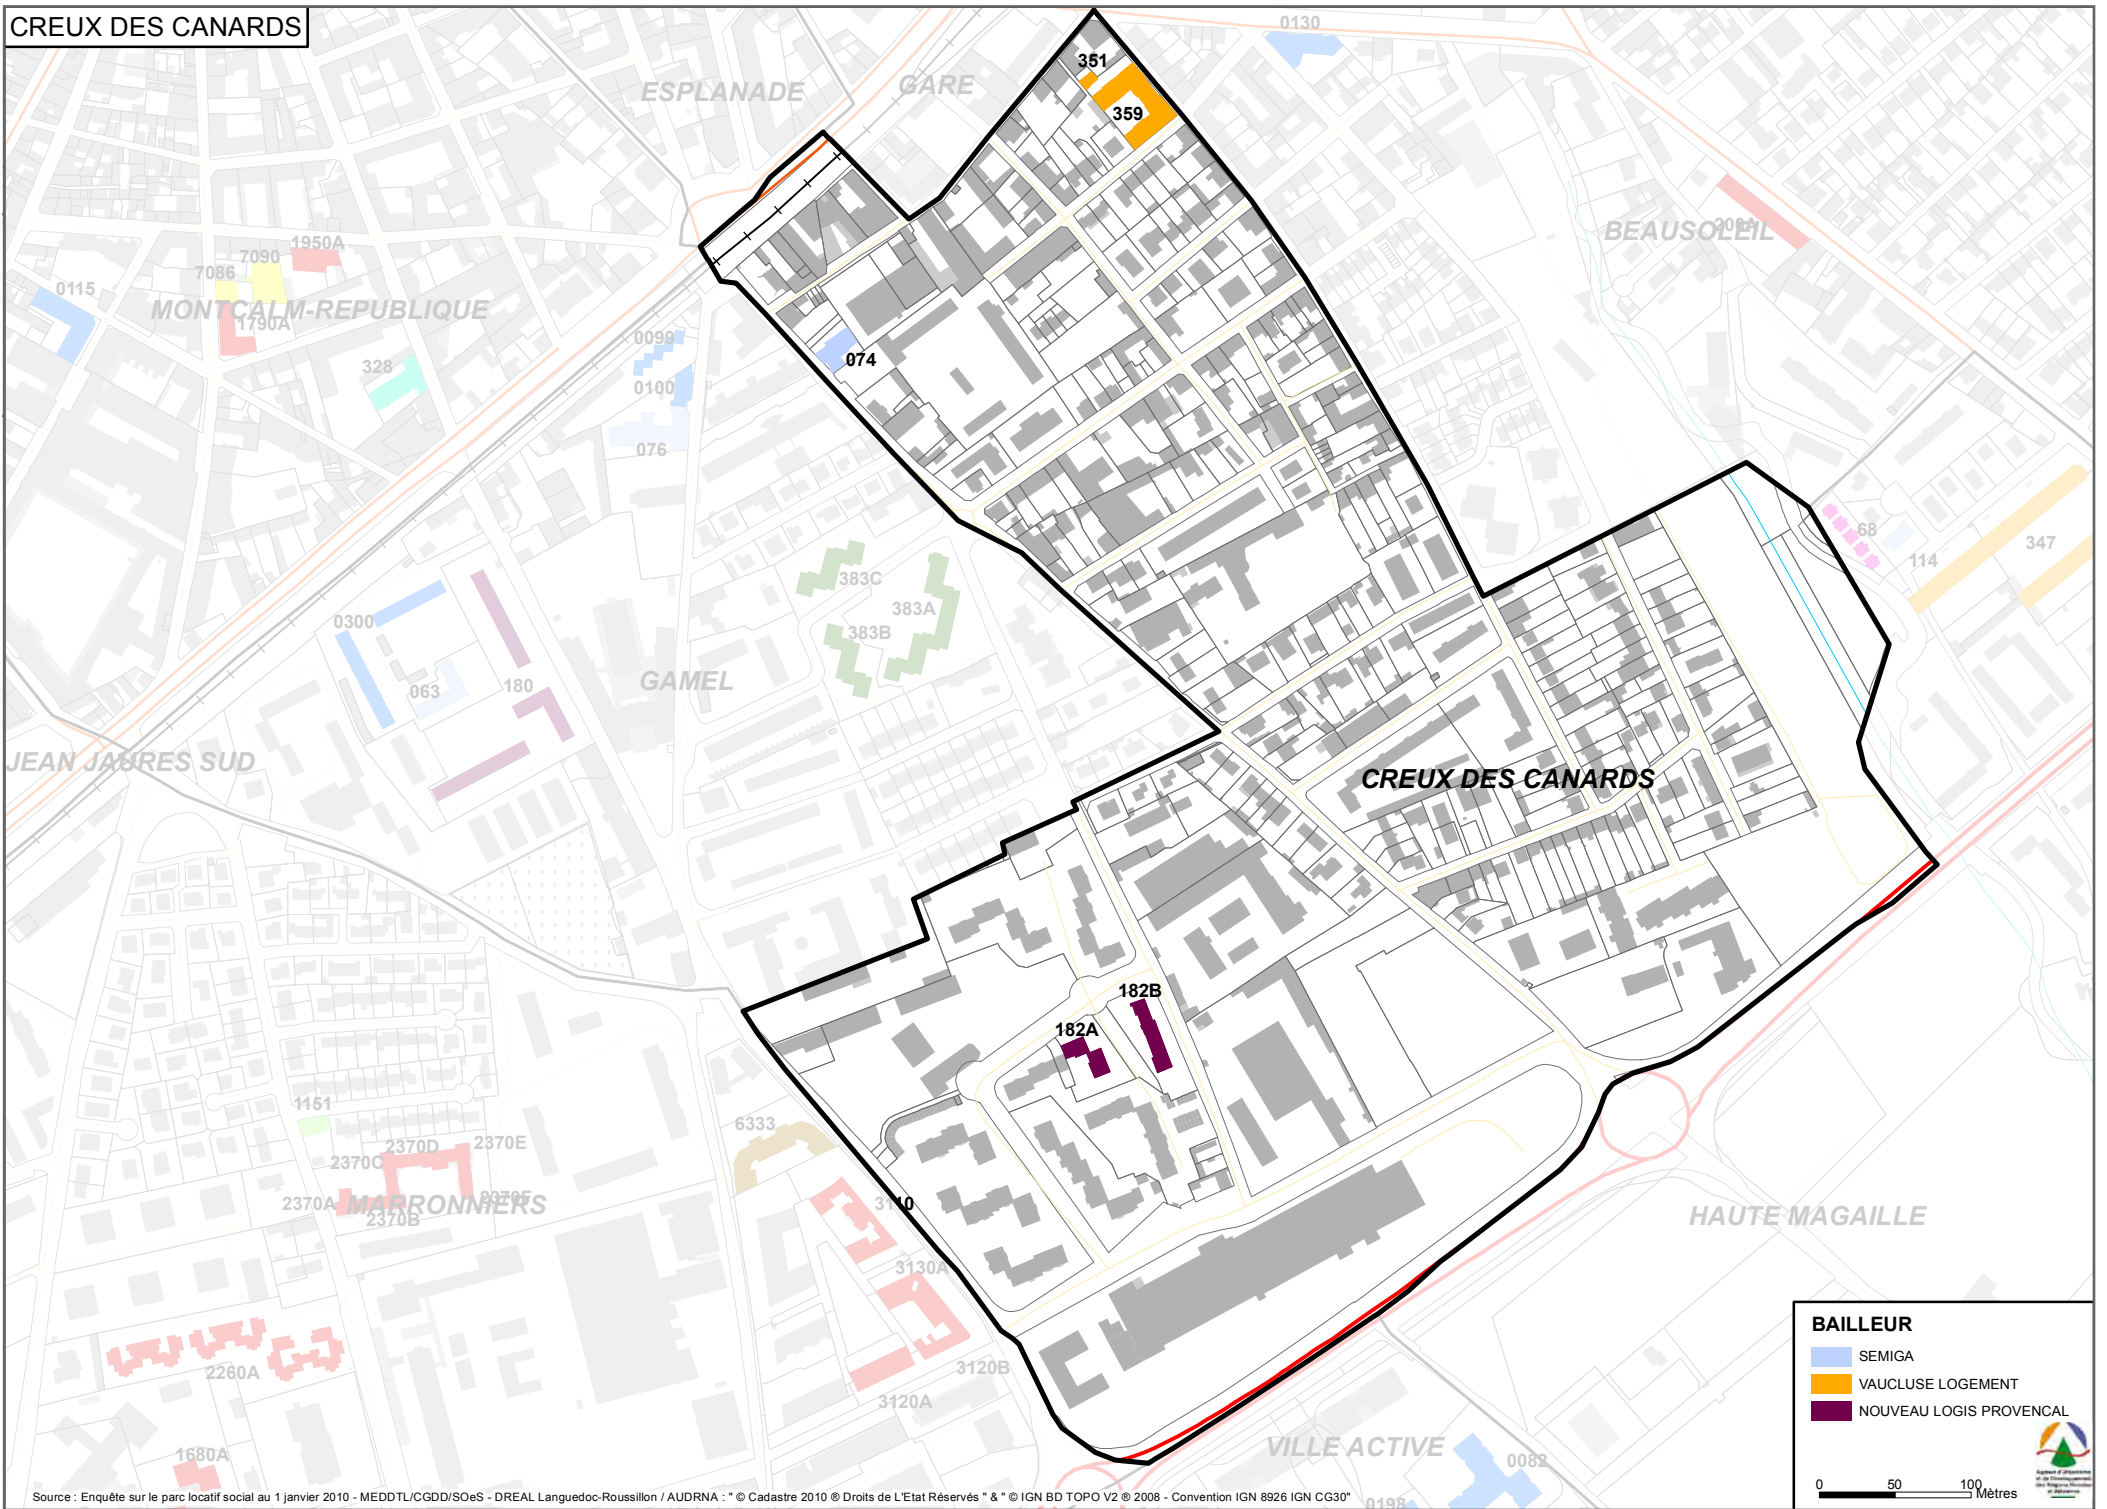 CREUX DES CANARDS
0130
351
ESPLANADE
GARE
359
BEAUSOLEIL
1950A
7090
7086
0115
MONTCALM-REPUBLIQUE
1790A
0099
074
328
0100
076
68
114
347
383C
383A
0300
383B
GAMEL
063
180
JEAN JAURES SUD
CREUX DES CANARDS
182B
182A
1151
6333
2370D
2370E
2370C
2370A
MARRONNIERS
2370F
2370B
3110
HAUTE MAGAILLE
3130A
3120B
2260A
3120A
VILLE ACTIVE
1680A
0082
0198
BAILLEUR
SEMIGA
VAUCLUSE LOGEMENT
NOUVEAU LOGIS PROVENCAL
0 50 100
Mètres
Source : Enquête sur le parc locatif social au 1 janvier 2010 - MEDDTL/CGDD/SOeS - DREAL Languedoc-Roussillon / AUDRNA : " © Cadastre 2010 ® Droits de L'Etat Réservés " & " © IGN BD TOPO V2 ® 2008 - Convention IGN 8926 IGN CG30"